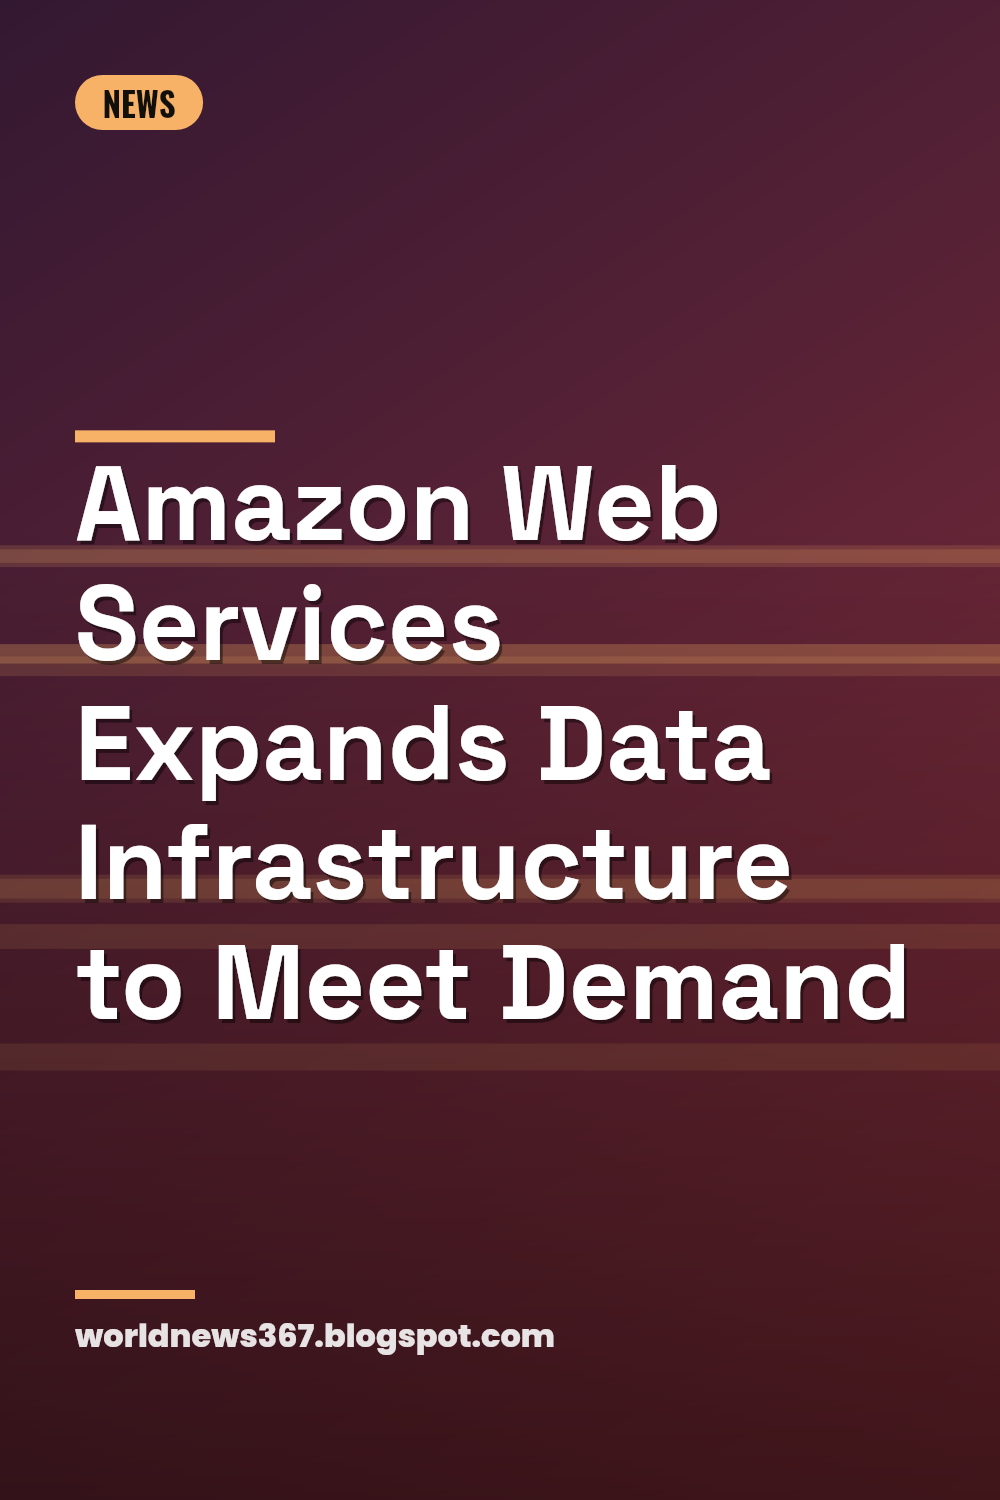 NEWS
Amazon Web
Services
Expands Data
Infrastructure
to Meet Demand
worldnews367.blogspot.com